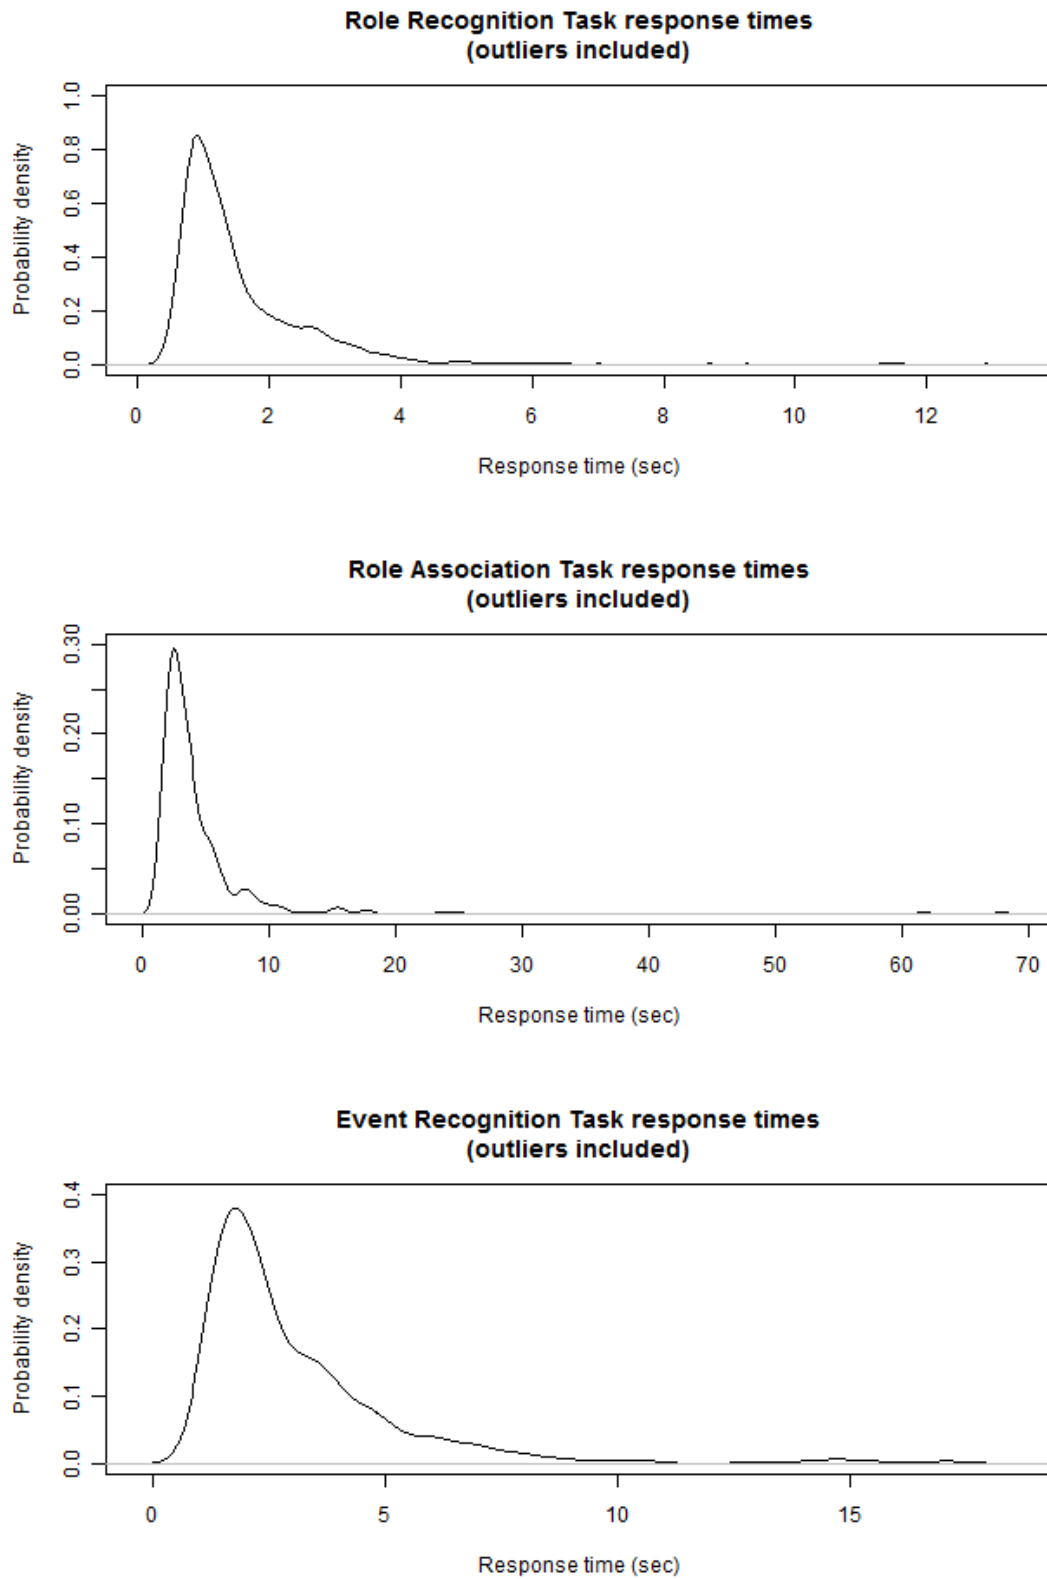 Role Recognition Task response times
(outliers included)
Probability density
1.0
0.8
0.6
0.4
0.2
0.0
0 2 4 6 8 10 12
Response time (sec)
Role Association Task response times
(outliers included)
Probability density
0.30
0.20
0.10
0.00
0 10 20 30 40 50 60 70
Response time (sec)
Event Recognition Task response times
(outliers included)
Probability density
0.4
0.3
0.2
0.1
0.0
0 5 10 15
Response time (sec)